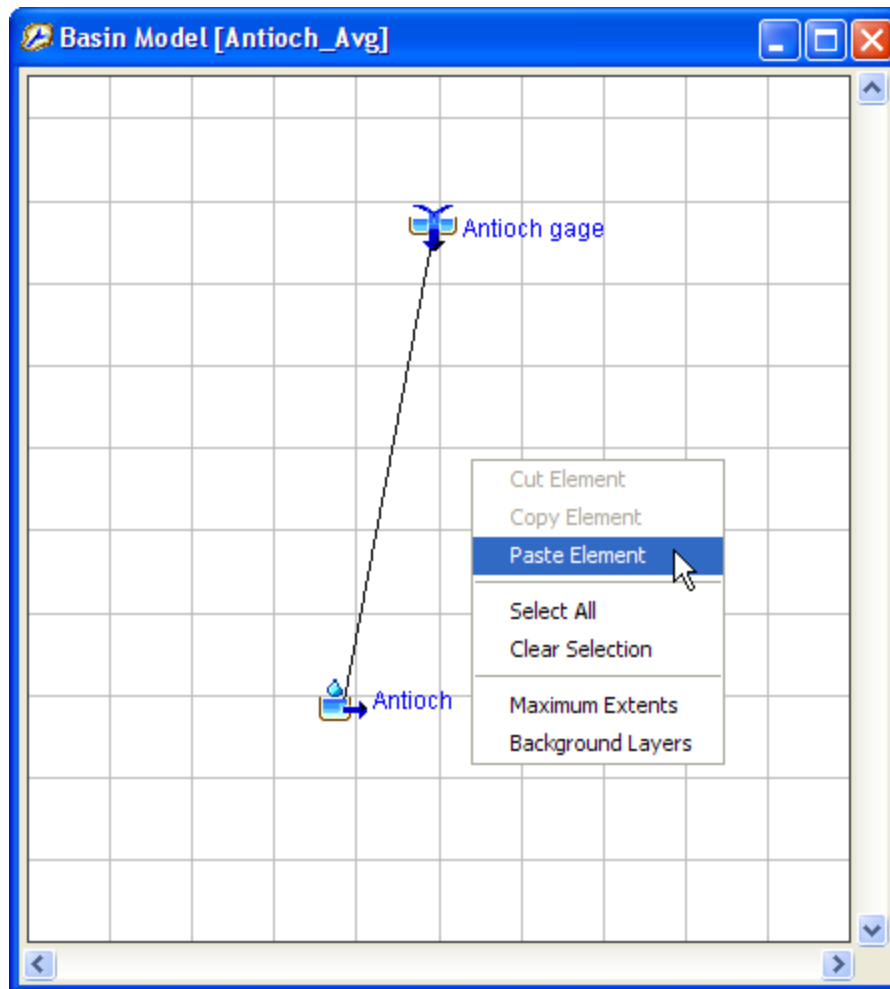 Basin Model [Antioch_Avg]
Antioch gage
Cut Element
Copy Element
Paste Element
Select All
Clear Selection
Antioch
Maximum Extents
Background Layers